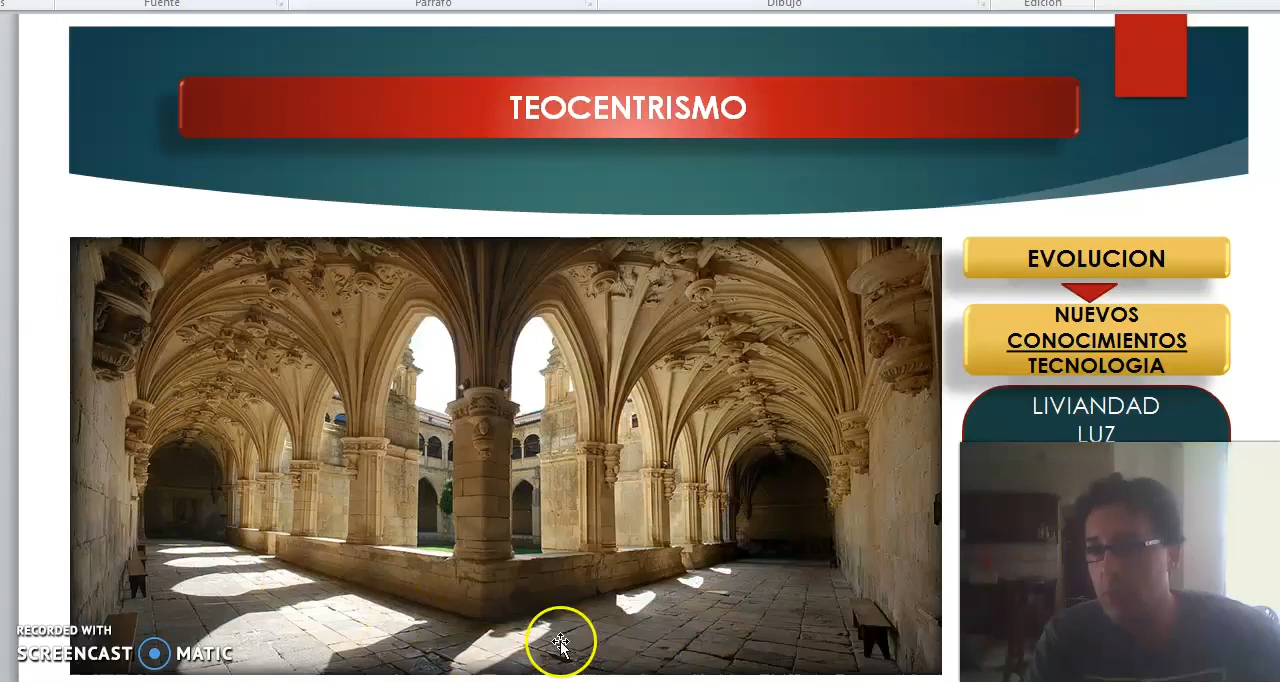 Fuente
Párrafo
Dibujo
Edición
TEOCENTRISMO
EVOLUCION
NUEVOS
CONOCIMIENTOS
TECNOLOGIA
LIVIANDAD
LUZ
RECORDED WITH
SCREENCAST MATIC